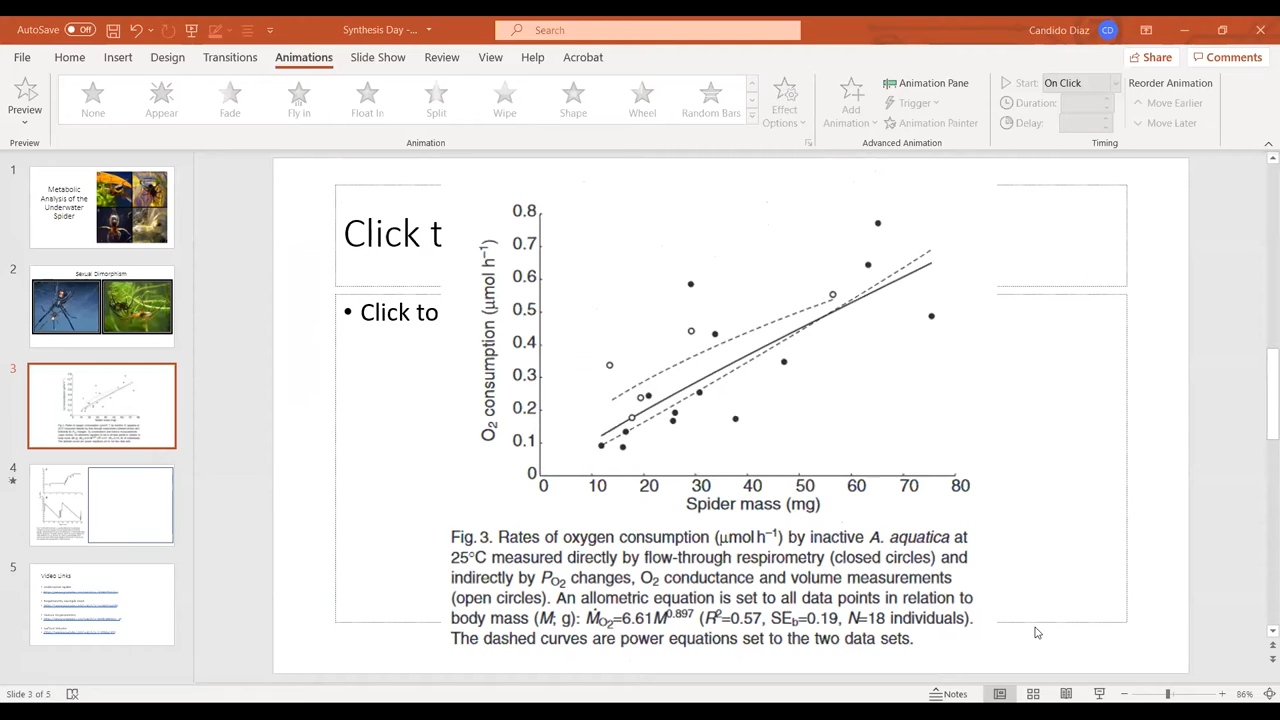 AutoSave Off
Synthesis Day -...
Search
Candido Diaz CD
File Home Insert Design Transitions Animations Slide Show Review View Help Acrobat
Share Comments
Preview
None Appear Fade Fly In Float In Split Wipe Shape Wheel Random Bars
Effect Options
Add Animation
Animation Pane
Trigger
Animation Painter
Start: On Click
Duration:
Delay:
Reorder Animation
Move Earlier
Move Later
Preview Animation Advanced Animation Timing
1
Metabolic
Analysis of the
Underwater
Spider
2
Sexual Dimorphism
3
4
5
Video Links
Click t
• Click to
O2 consumption (μmol h−1)
0.8
0.7
0.6
0.5
0.4
0.3
0.2
0.1
0
0 10 20 30 40 50 60 70 80
Spider mass (mg)
Fig. 3. Rates of oxygen consumption (μmol h−1) by inactive A. aquatica at
25°C measured directly by flow-through respirometry (closed circles) and
indirectly by PO2 changes, O2 conductance and volume measurements
(open circles). An allometric equation is set to all data points in relation to
body mass (M; g): ṀO2=6.61M0.897 (R2=0.57, SEb=0.19, N=18 individuals).
The dashed curves are power equations set to the two data sets.
Slide 3 of 5
Notes
86%